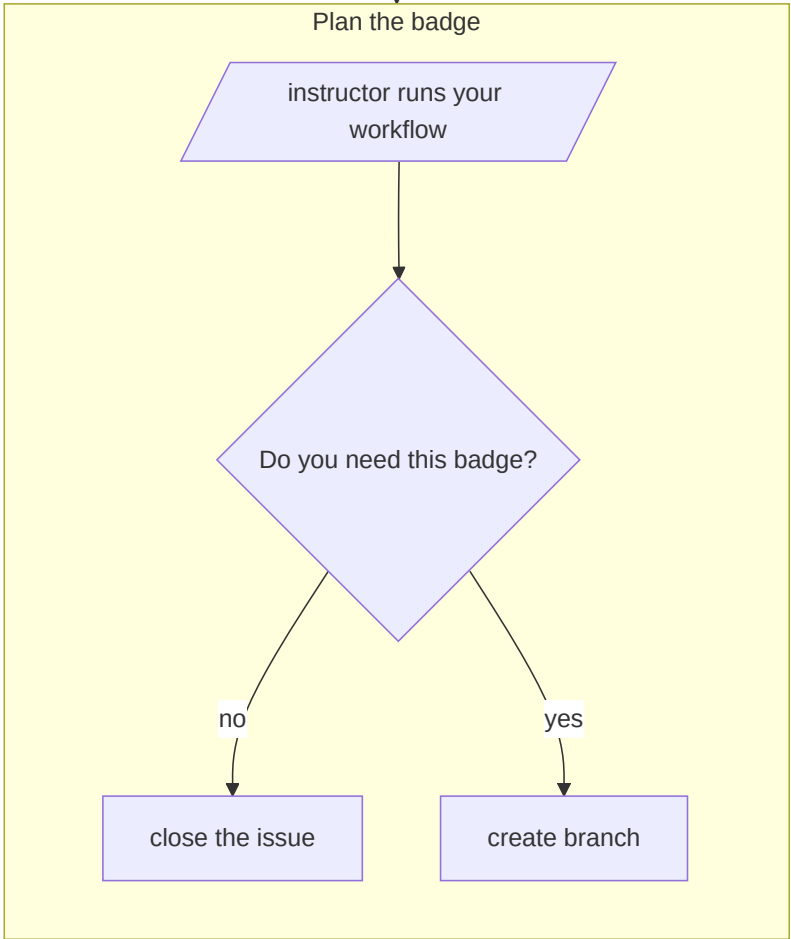 Plan the badge
instructor runs your
workflow
Do you need this badge?
no
yes
close the issue
create branch